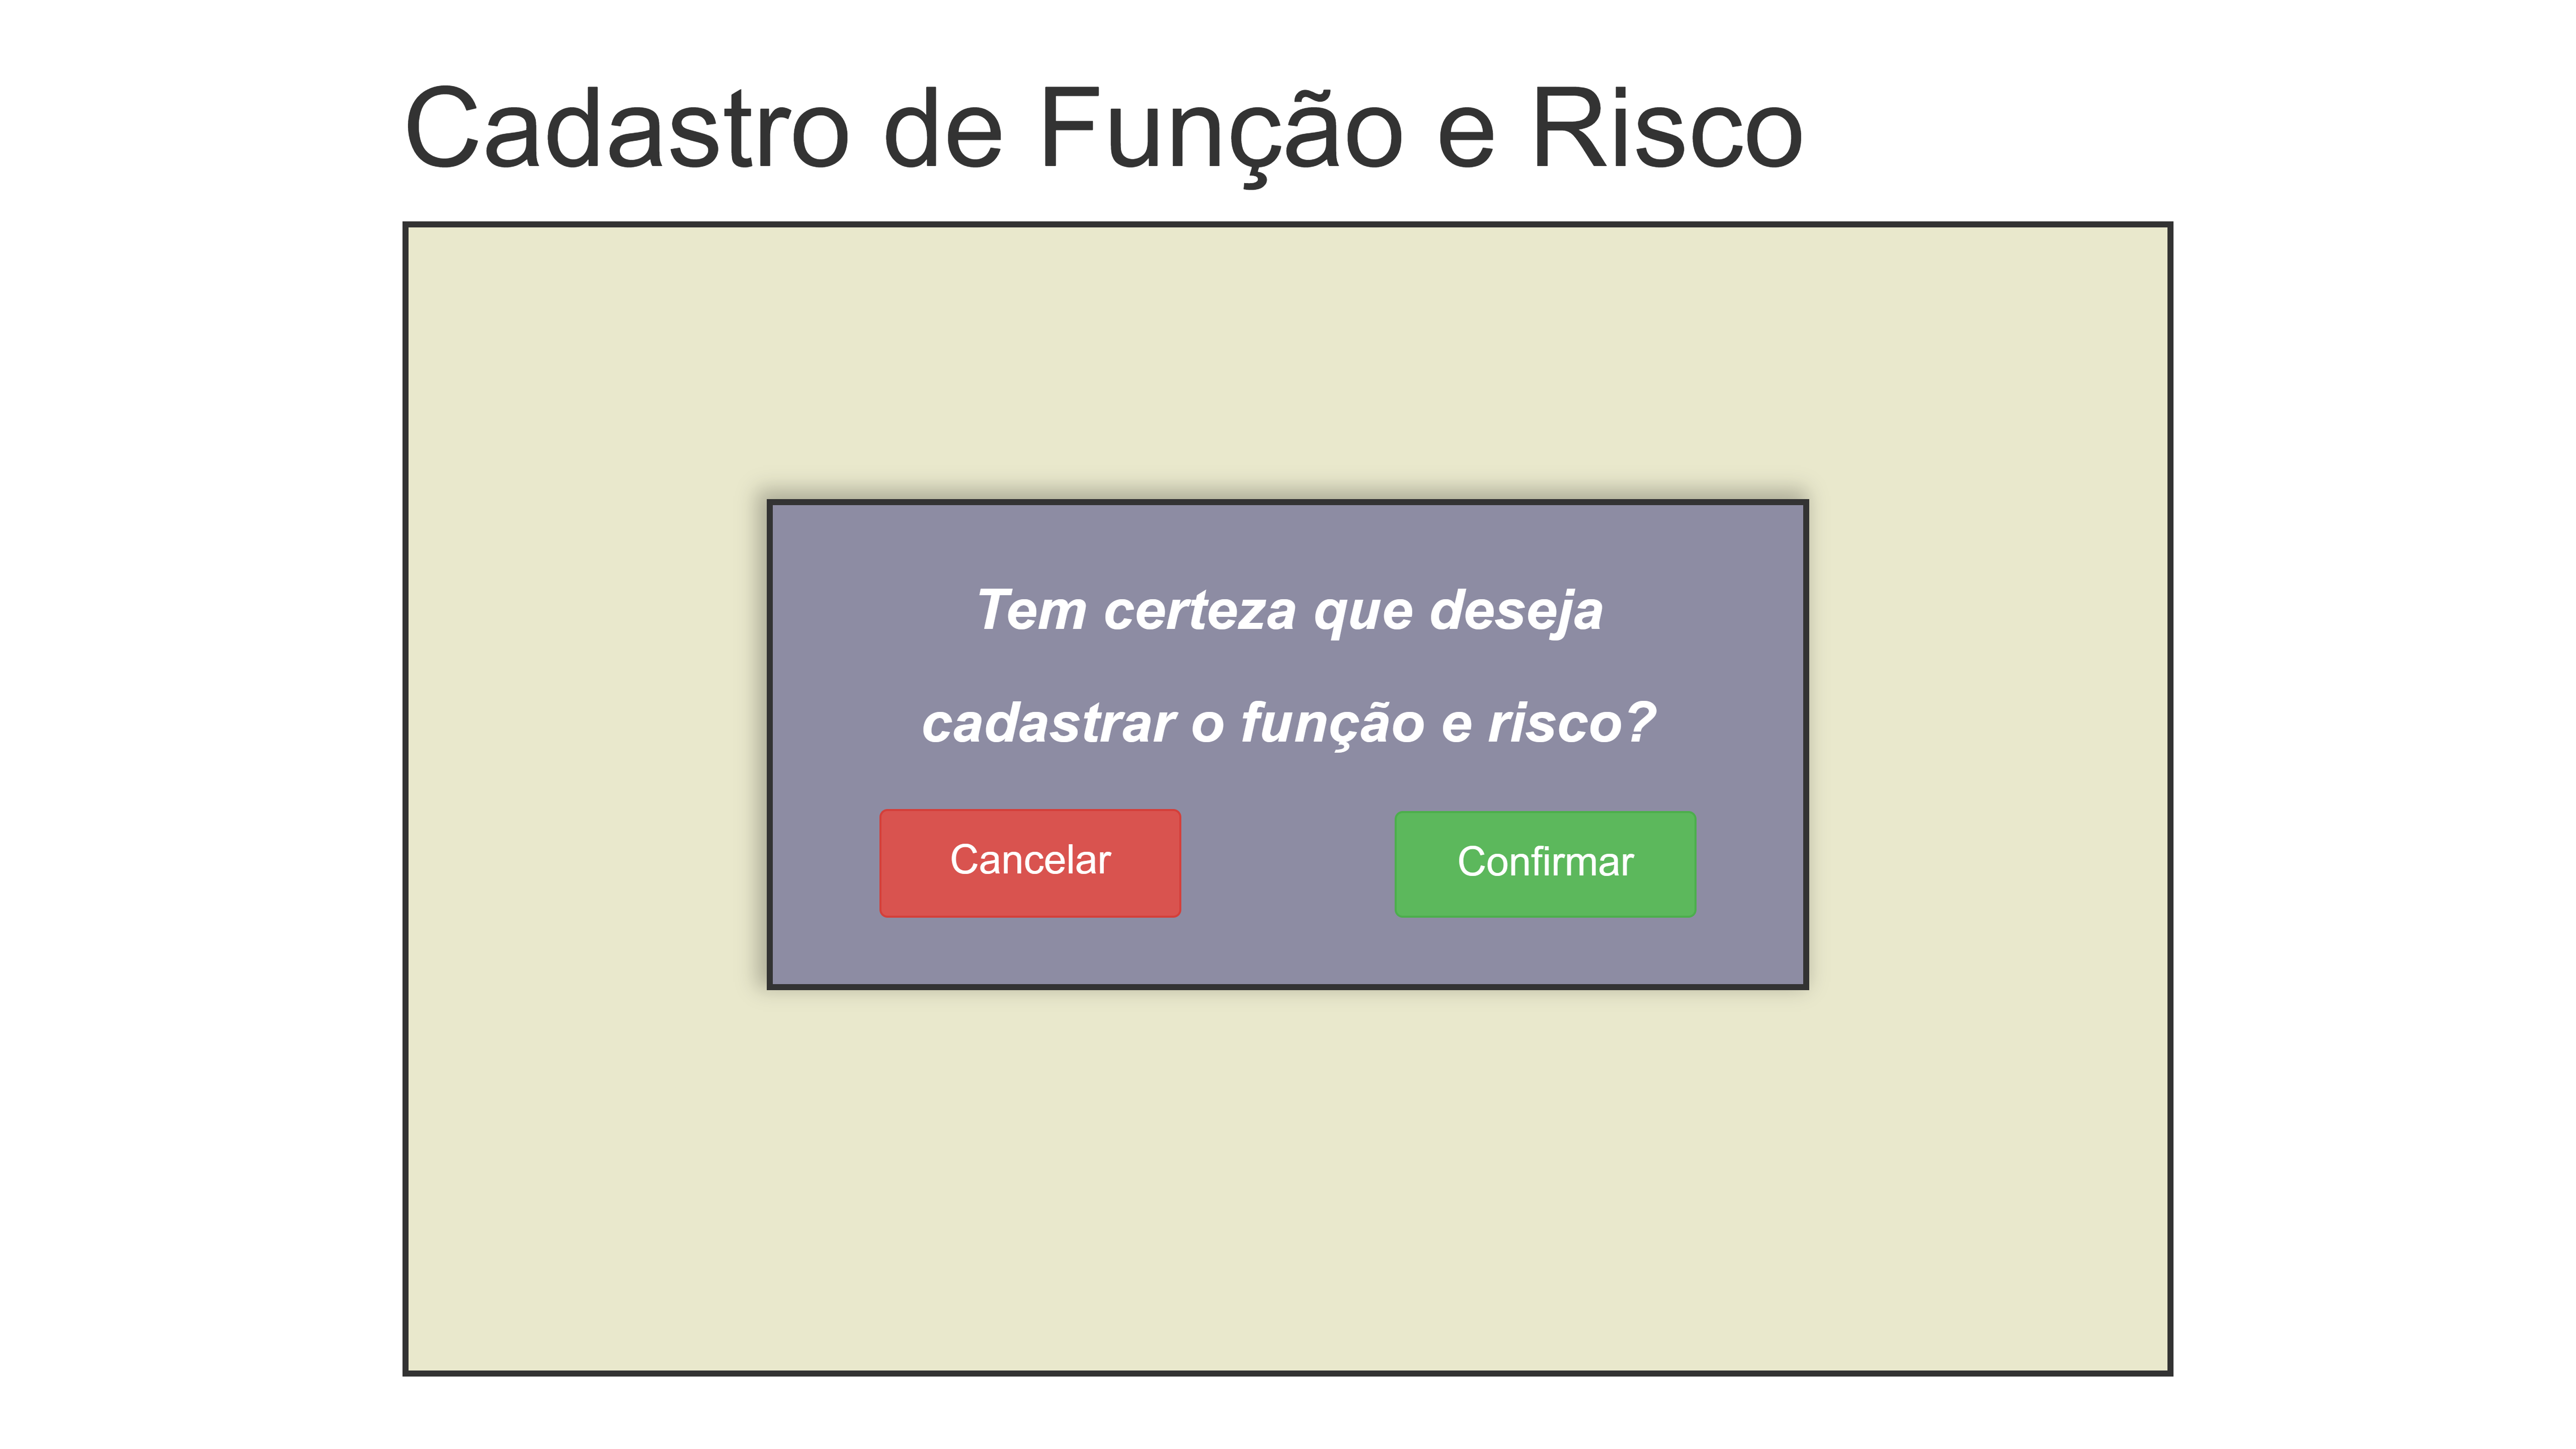 Cadastro de Função e Risco
Tem certeza que deseja
cadastrar o função e risco?
Cancelar
Confirmar